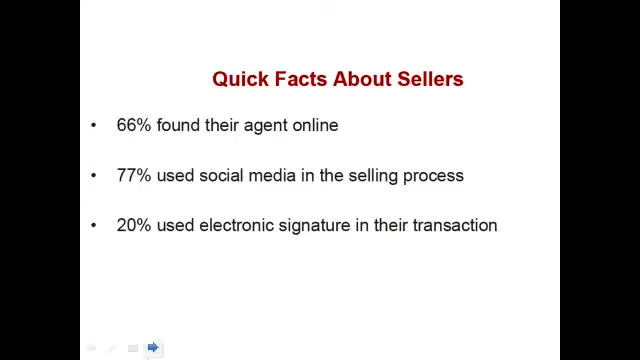 Quick Facts About Sellers
• 66% found their agent online
• 77% used social media in the selling process
• 20% used electronic signature in their transaction